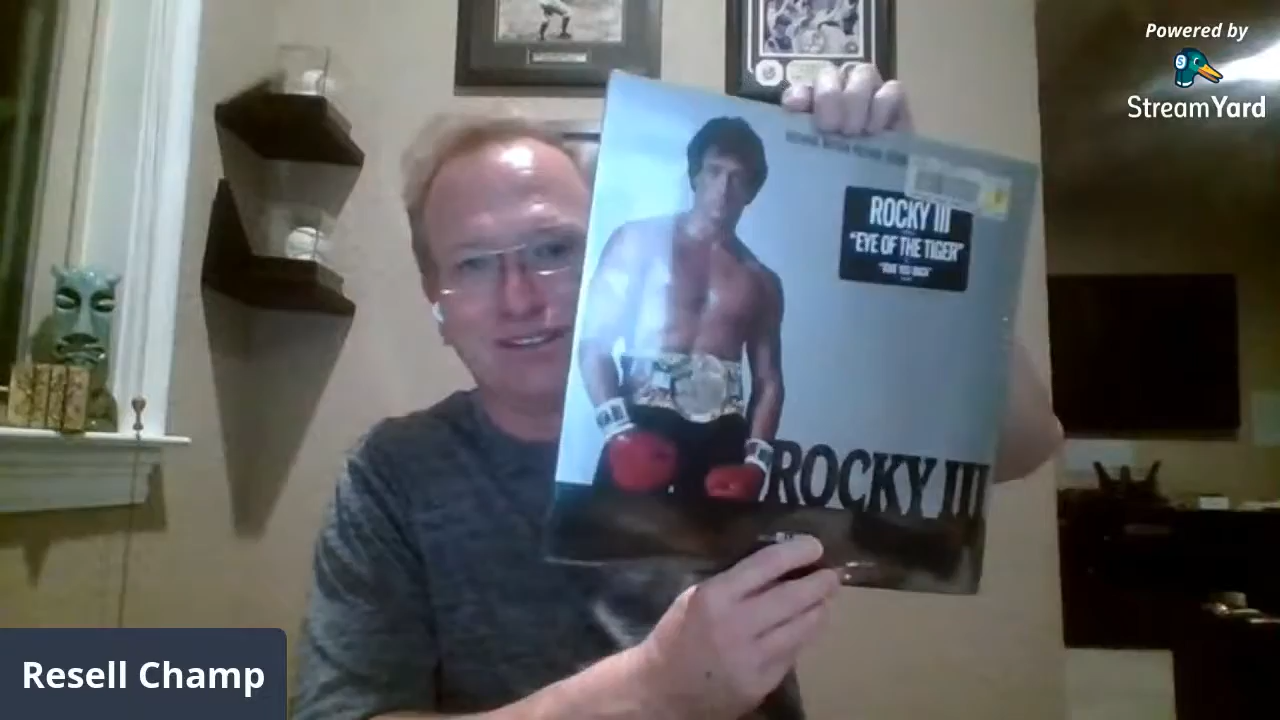 Powered by
StreamYard
ROCKY III
"EYE OF THE TIGER"
ROCKY III
Resell Champ